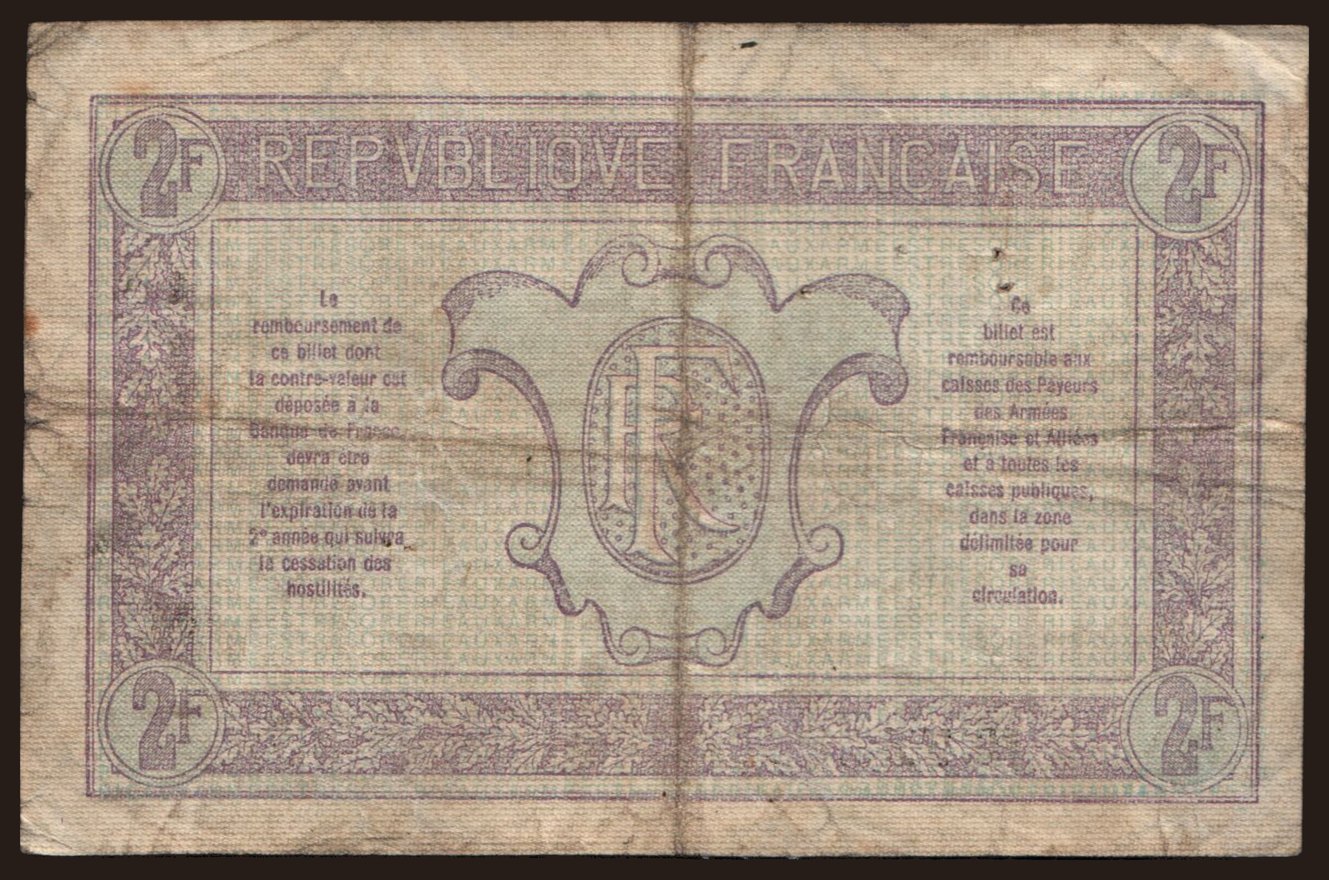 2F REPVBLIQVE FRANCAISE 2F
Le
remboursement de
ce billet dont
la contre-valeur est
déposée à la
Banque de France,
devra être
demandé avant
l'expiration de la
2e année qui suivra
la cessation des
hostilités.
RF
Ce
billet est
remboursable aux
caisses des Payeurs
des Armées
Française et Alliées
et à toutes les
caisses publiques,
dans la zone
délimitée pour
sa
circulation.
2F 2F